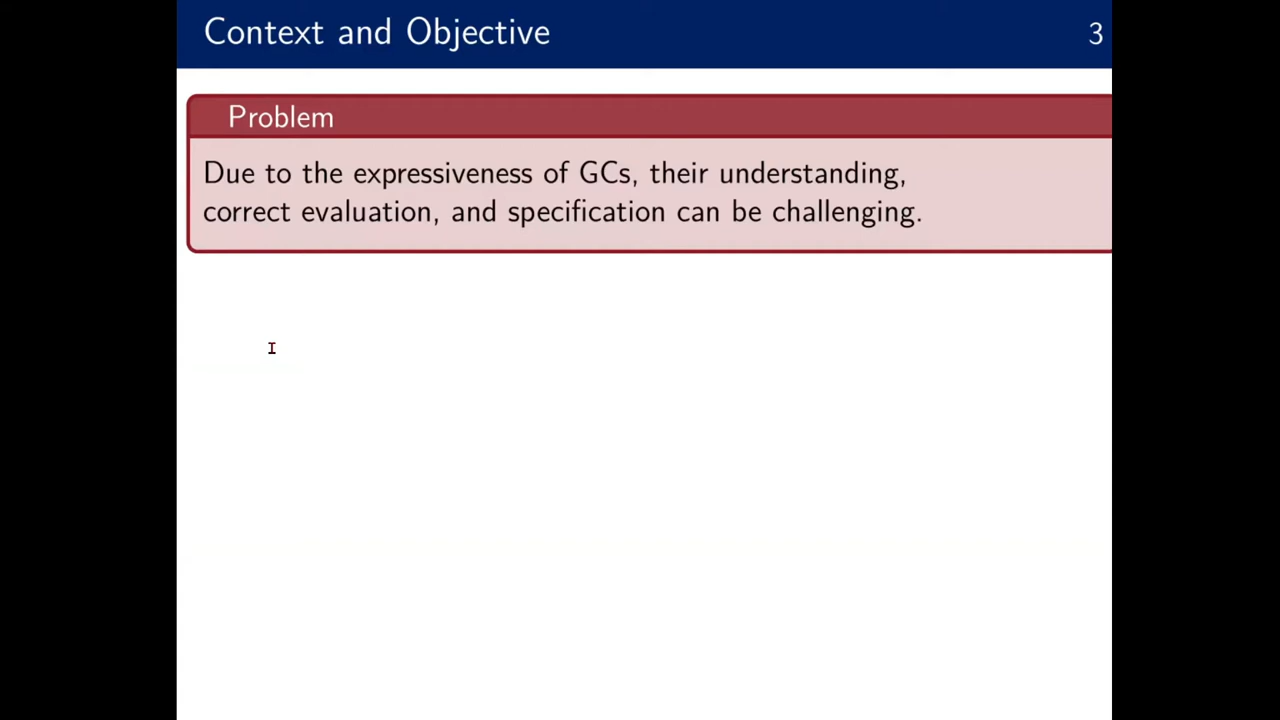 Context and Objective 3
Problem
Due to the expressiveness of GCs, their understanding,
correct evaluation, and specification can be challenging.